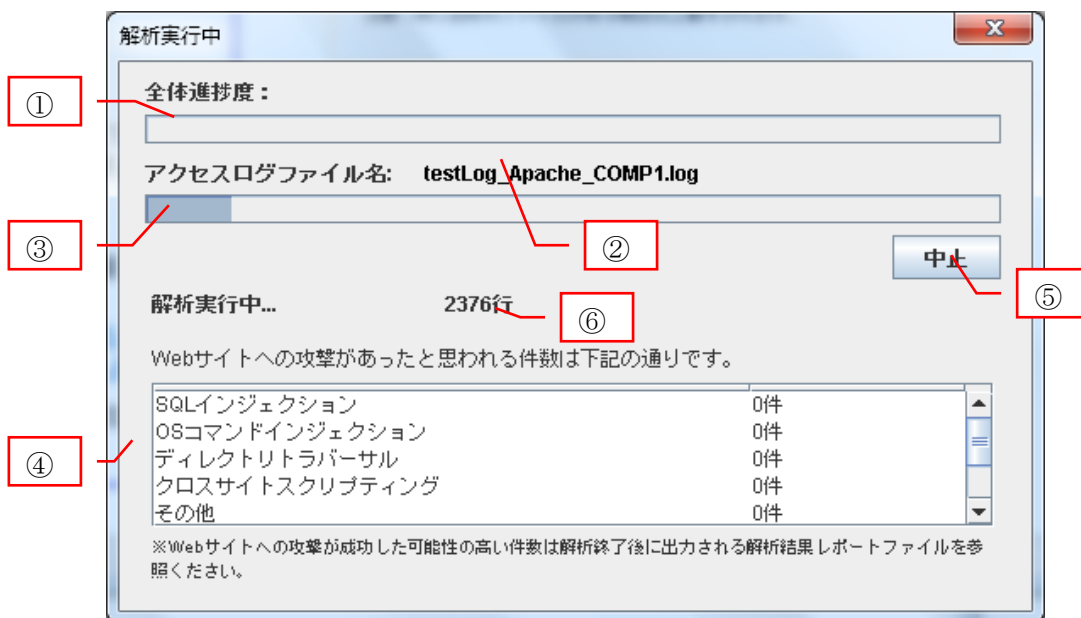 解析実行中
全体進捗度：
①
アクセスログファイル名: testLog_Apache_COMP1.log
③
②
中止
⑤
解析実行中... 2376行
⑥
Webサイトへの攻撃があったと思われる件数は下記の通りです。
SQLインジェクション 0件
OSコマンドインジェクション 0件
④
ディレクトリトラバーサル 0件
クロスサイトスクリプティング 0件
その他 0件
※Webサイトへの攻撃が成功した可能性の高い件数は解析終了後に出力される解析結果レポートファイルを参
照ください。